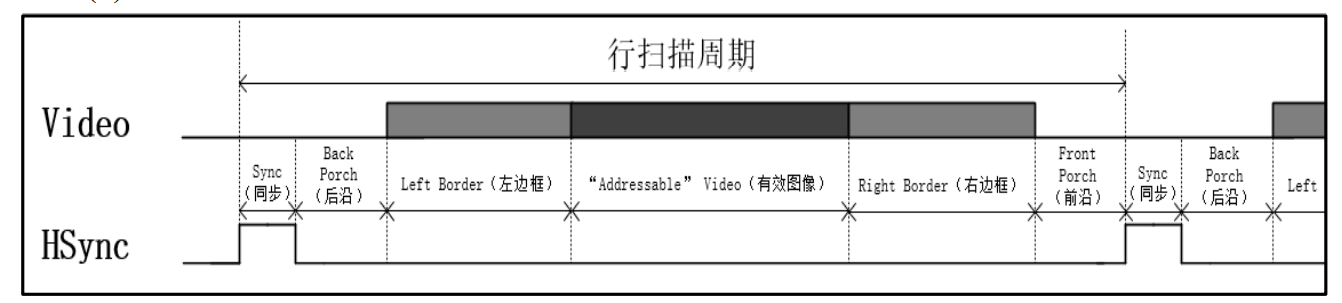 行扫描周期
Video
Sync
(同步)
Back
Porch
(后沿)
Left Border (左边框)
“Addressable” Video (有效图像)
Right Border (右边框)
Front
Porch
(前沿)
Sync
(同步)
Back
Porch
(后沿)
Left
HSync